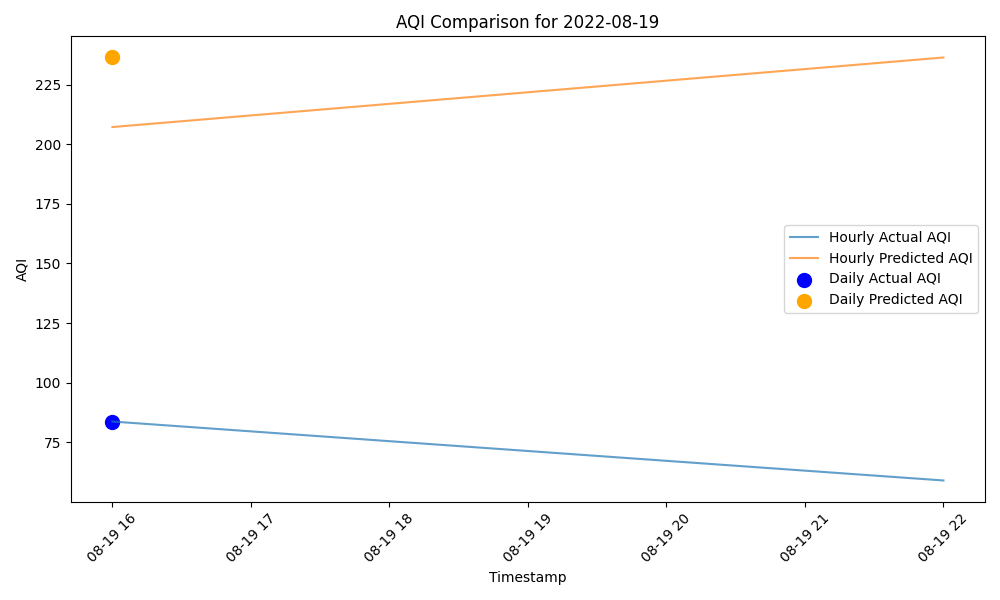 AQI Comparison for 2022-08-19
AQI
225
200
175
150
125
100
75
Hourly Actual AQI
Hourly Predicted AQI
Daily Actual AQI
Daily Predicted AQI
08-19 16
08-19 17
08-19 18
08-19 19
08-19 20
08-19 21
08-19 22
Timestamp